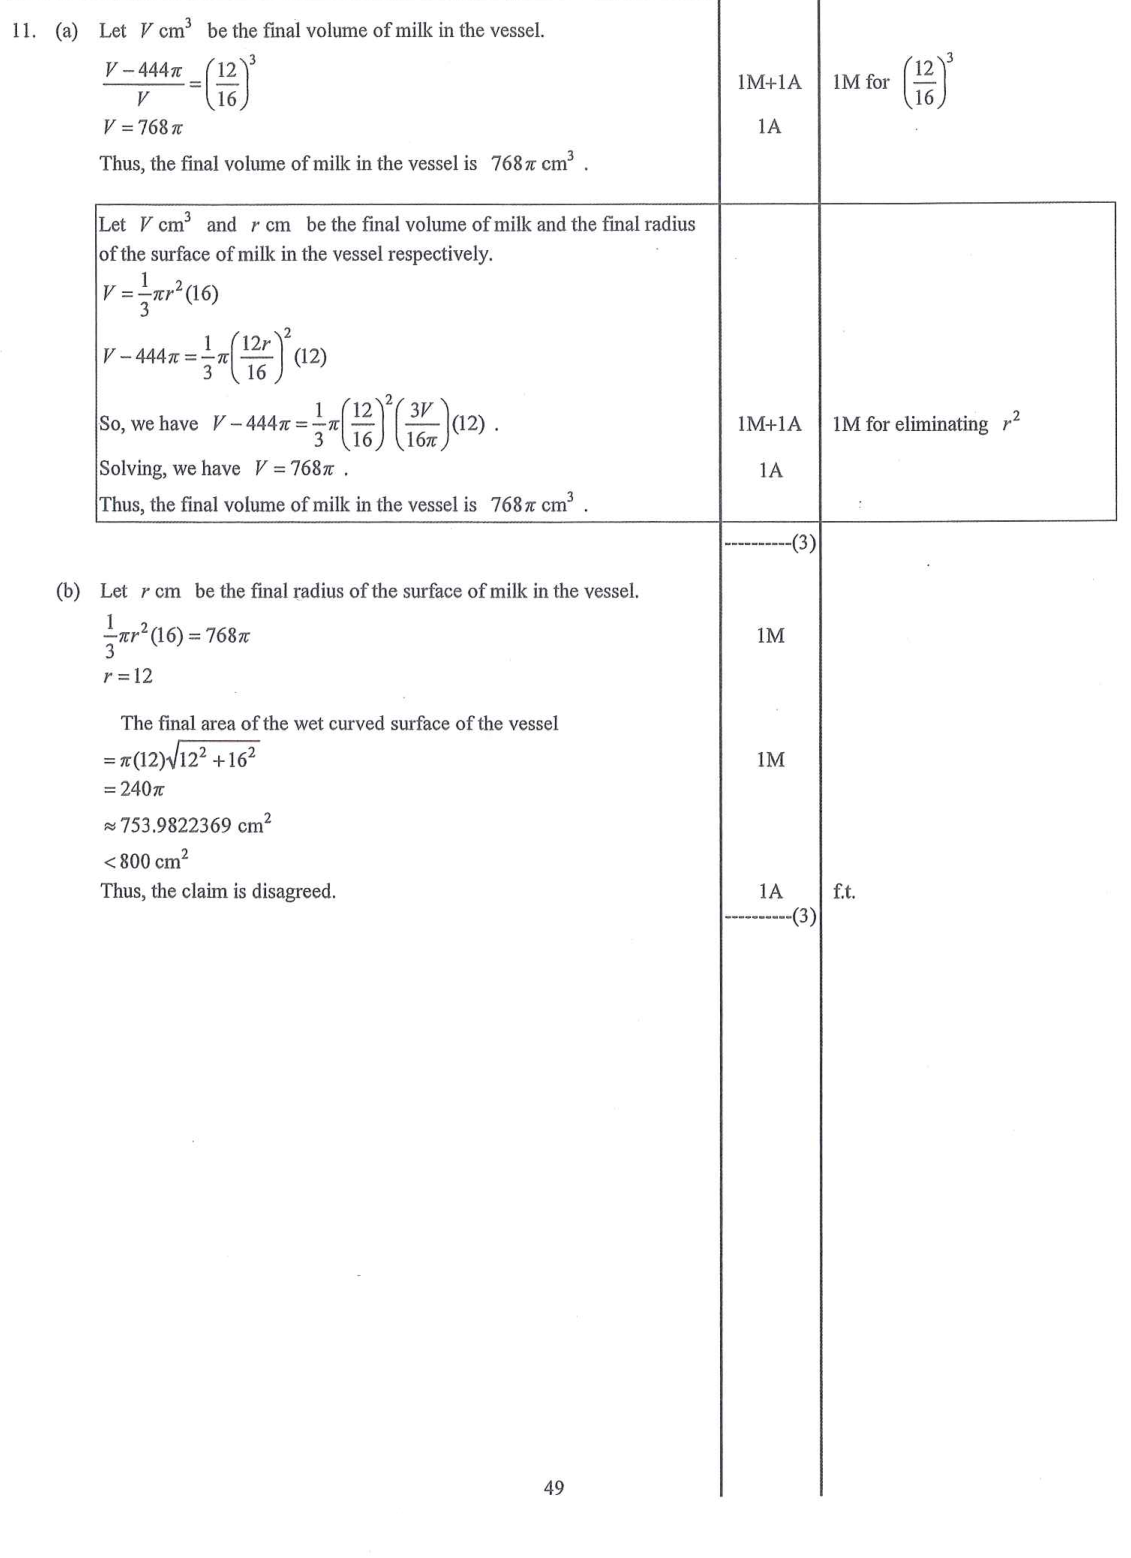 11. (a) Let V cm³ be the final volume of milk in the vessel.
(V − 444π)/V = (12/16)³ 1M+1A 1M for (12/16)³
V = 768π 1A
Thus, the final volume of milk in the vessel is 768π cm³ .
Let V cm³ and r cm be the final volume of milk and the final radius
of the surface of milk in the vessel respectively.
V = 1/3 πr²(16)
V − 444π = 1/3 π(12r/16)²(12)
So, we have V − 444π = 1/3 π(12/16)²(3V/16π)(12) . 1M+1A 1M for eliminating r²
Solving, we have V = 768π . 1A
Thus, the final volume of milk in the vessel is 768π cm³ .
----------(3)
(b) Let r cm be the final radius of the surface of milk in the vessel.
1/3 πr²(16) = 768π 1M
r = 12
The final area of the wet curved surface of the vessel
= π(12)√(12² + 16²) 1M
= 240π
≈ 753.9822369 cm²
< 800 cm²
Thus, the claim is disagreed. 1A f.t.
----------(3)
49